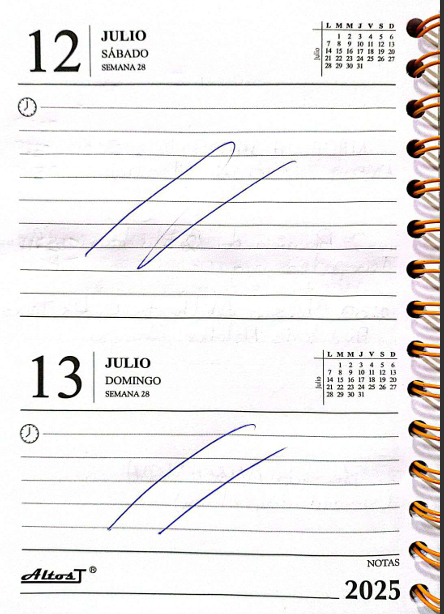 12 JULIO
SÁBADO
SEMANA 28
L M M J V S D
1 2 3 4 5 6
7 8 9 10 11 12 13
14 15 16 17 18 19 20
21 22 23 24 25 26 27
28 29 30 31
Julio
13 JULIO
DOMINGO
SEMANA 28
L M M J V S D
1 2 3 4 5 6
7 8 9 10 11 12 13
14 15 16 17 18 19 20
21 22 23 24 25 26 27
28 29 30 31
Julio
NOTAS
AltosJ®
2025